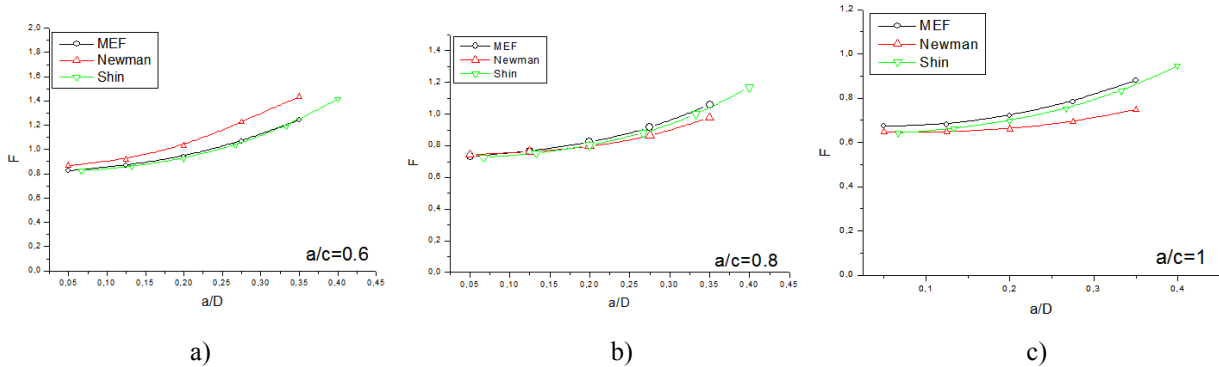 2,0
1,8
1,6
1,4
1,2
1,0
0,8
0,6
0,4
0,2
0,0
F
MEF
Newman
Shin
a/c=0.6
0,05 0,10 0,15 0,20 0,25 0,30 0,35 0,40 0,45
a/D
a)
1,4
1,2
1,0
0,8
0,6
0,4
0,2
0,0
F
MEF
Newman
Shin
a/c=0.8
0,05 0,10 0,15 0,20 0,25 0,30 0,35 0,40 0,45
a/D
b)
1,2
1,0
0,8
0,6
0,4
0,2
F
MEF
Newman
Shin
a/c=1
0,1 0,2 0,3 0,4
a/D
c)